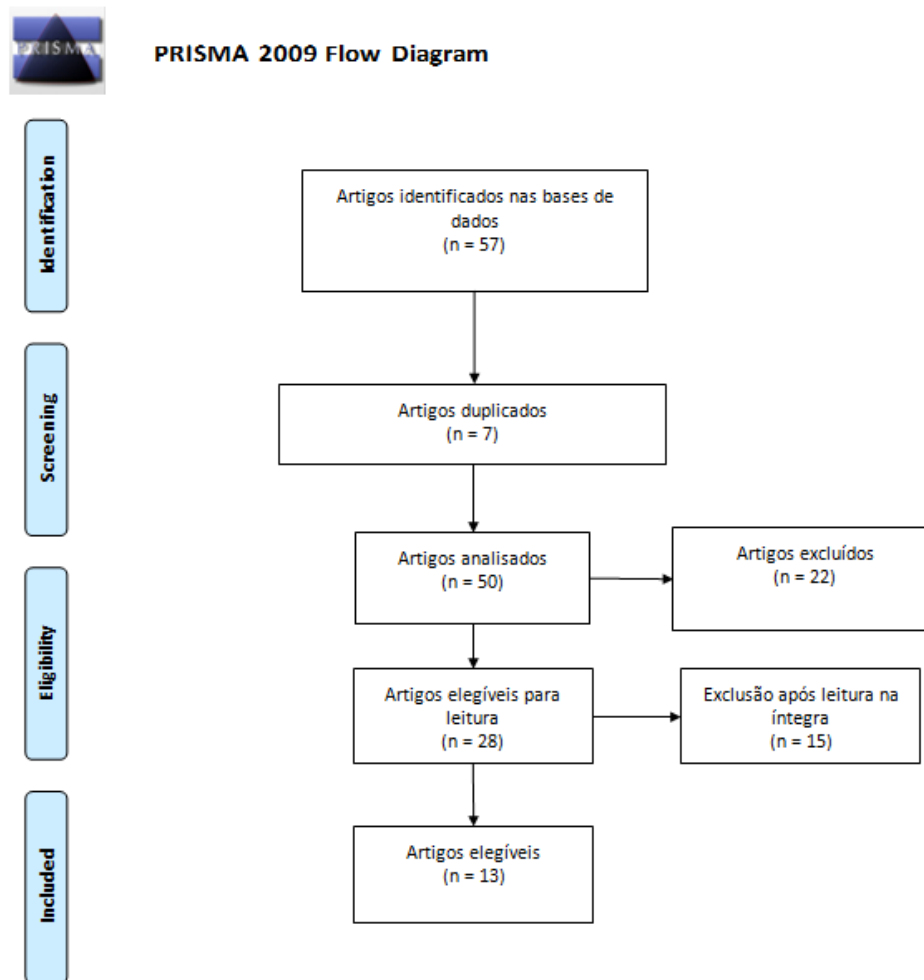 PRISMA
PRISMA 2009 Flow Diagram
Identification
Artigos identificados nas bases de
dados
(n = 57)
Screening
Artigos duplicados
(n = 7)
Artigos analisados
(n = 50)
Artigos excluídos
(n = 22)
Eligibility
Artigos elegíveis para
leitura
(n = 28)
Exclusão após leitura na
íntegra
(n = 15)
Included
Artigos elegíveis
(n = 13)